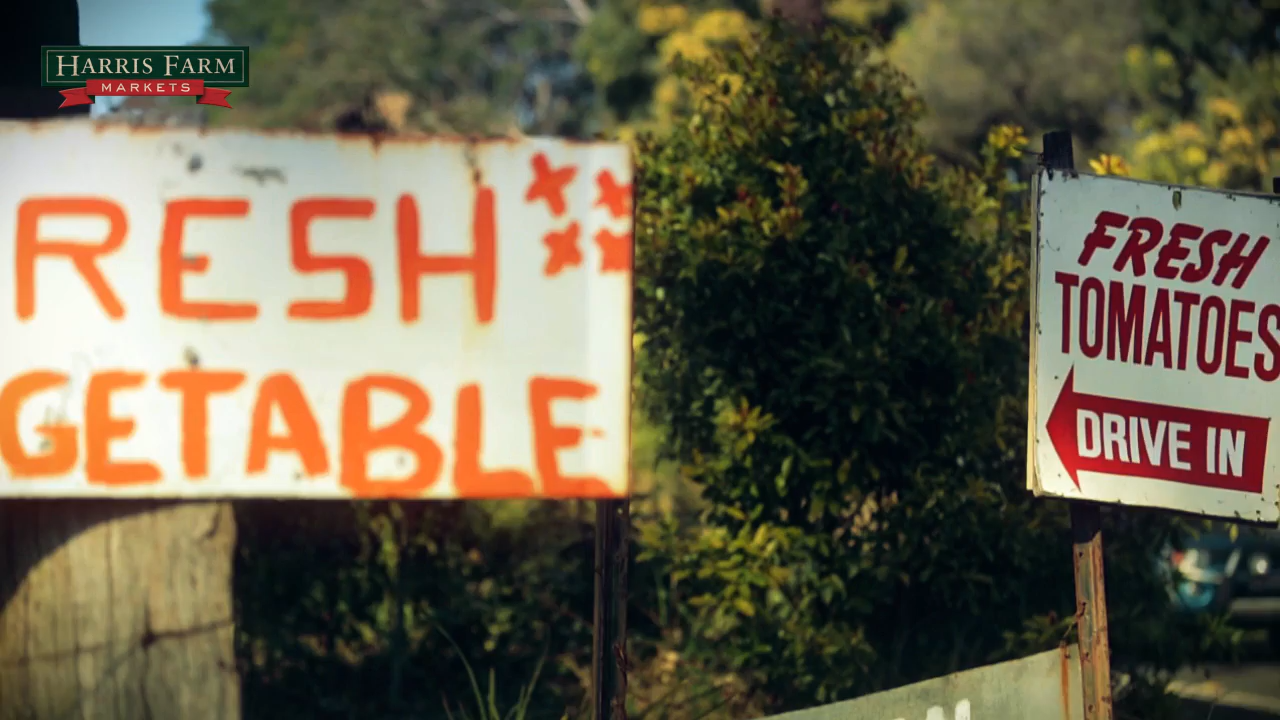 HARRIS FARM
MARKETS
RESH
GETABLE
FRESH
TOMATOES
DRIVE IN